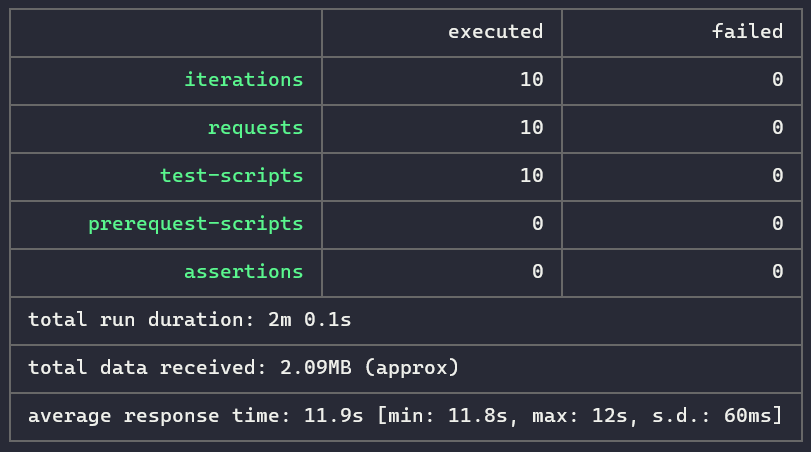 executed failed
iterations 10 0
requests 10 0
test-scripts 10 0
prerequest-scripts 0 0
assertions 0 0
total run duration: 2m 0.1s
total data received: 2.09MB (approx)
average response time: 11.9s [min: 11.8s, max: 12s, s.d.: 60ms]